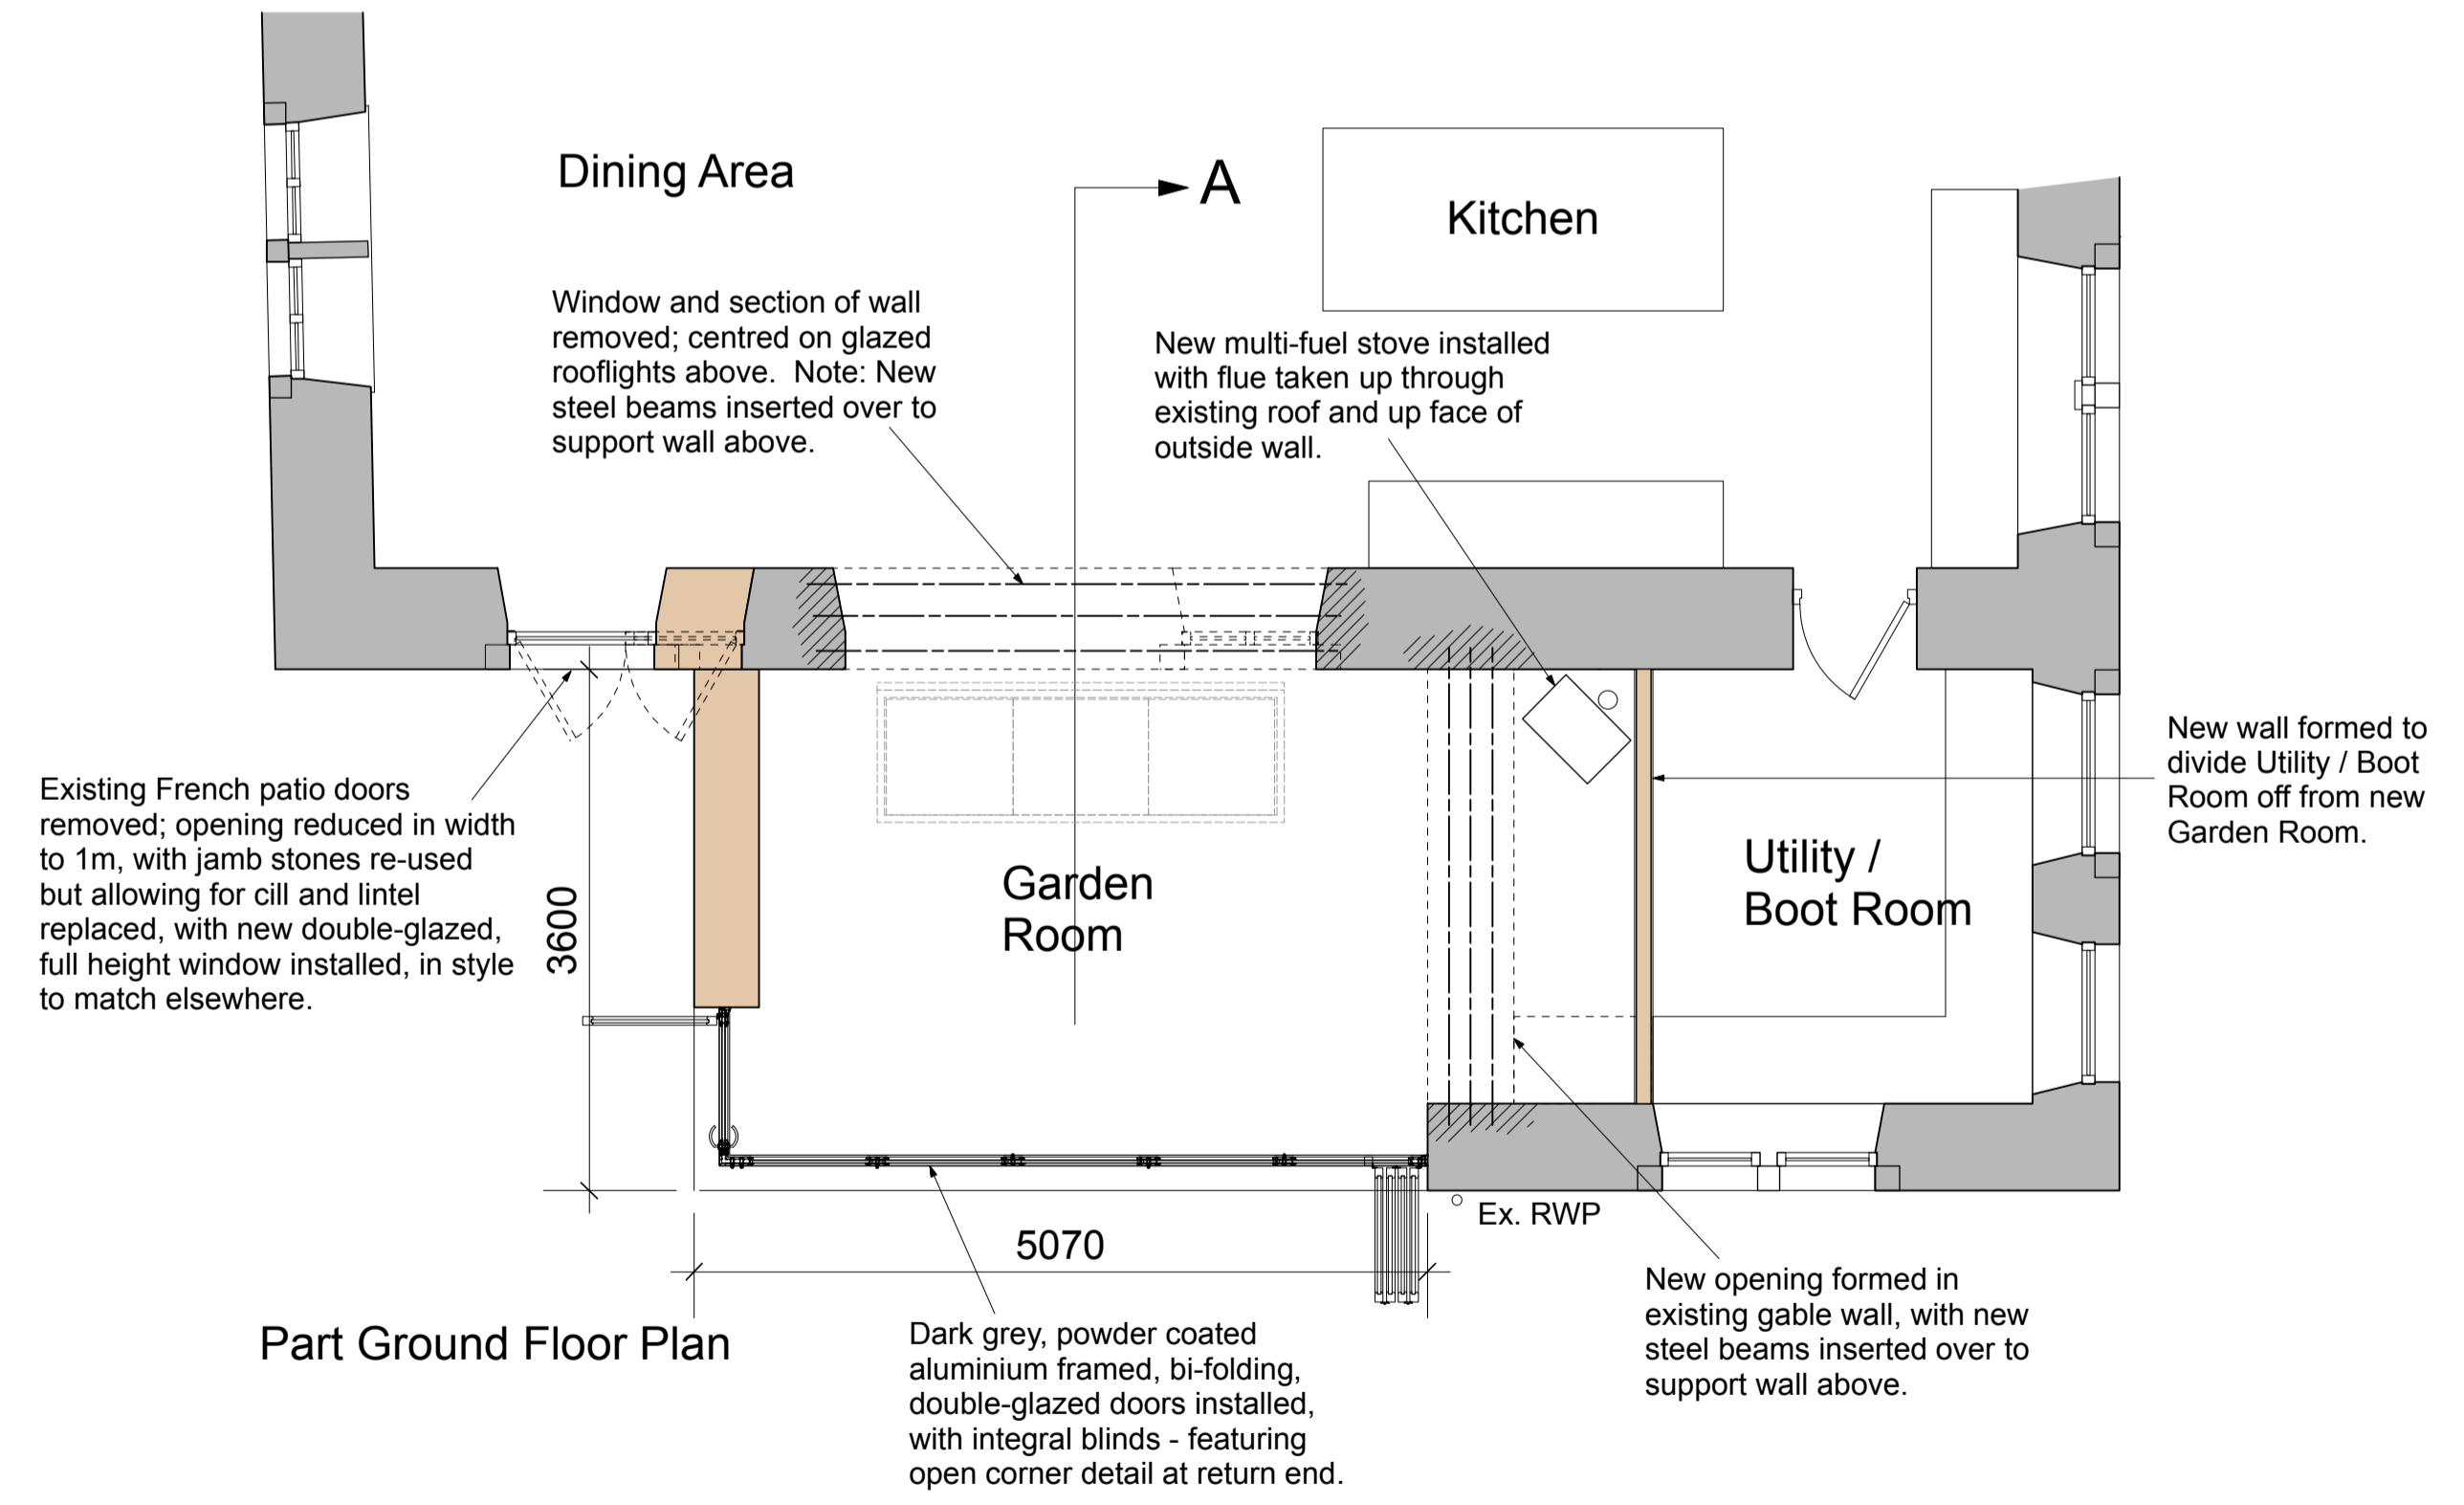 Dining Area
A
Kitchen
Window and section of wall
removed; centred on glazed
rooflights above.  Note: New
steel beams inserted over to
support wall above.
New multi-fuel stove installed
with flue taken up through
existing roof and up face of
outside wall.
New wall formed to
divide Utility / Boot
Room off from new
Garden Room.
Existing French patio doors
removed; opening reduced in width
to 1m, with jamb stones re-used
but allowing for cill and lintel
replaced, with new double-glazed,
full height window installed, in style
to match elsewhere.
3600
Garden
Room
Utility /
Boot Room
Ex. RWP
5070
New opening formed in
existing gable wall, with new
steel beams inserted over to
support wall above.
Part Ground Floor Plan
Dark grey, powder coated
aluminium framed, bi-folding,
double-glazed doors installed,
with integral blinds - featuring
open corner detail at return end.